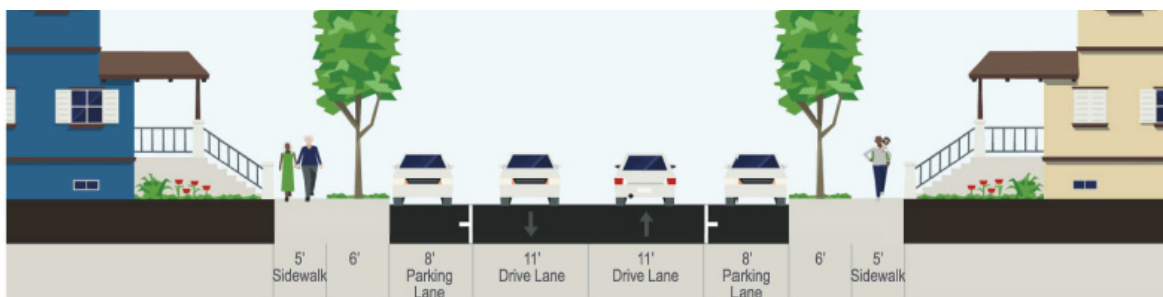 5'
Sidewalk
6'
8'
Parking
Lane
11'
Drive Lane
11'
Drive Lane
8'
Parking
Lane
6'
5'
Sidewalk